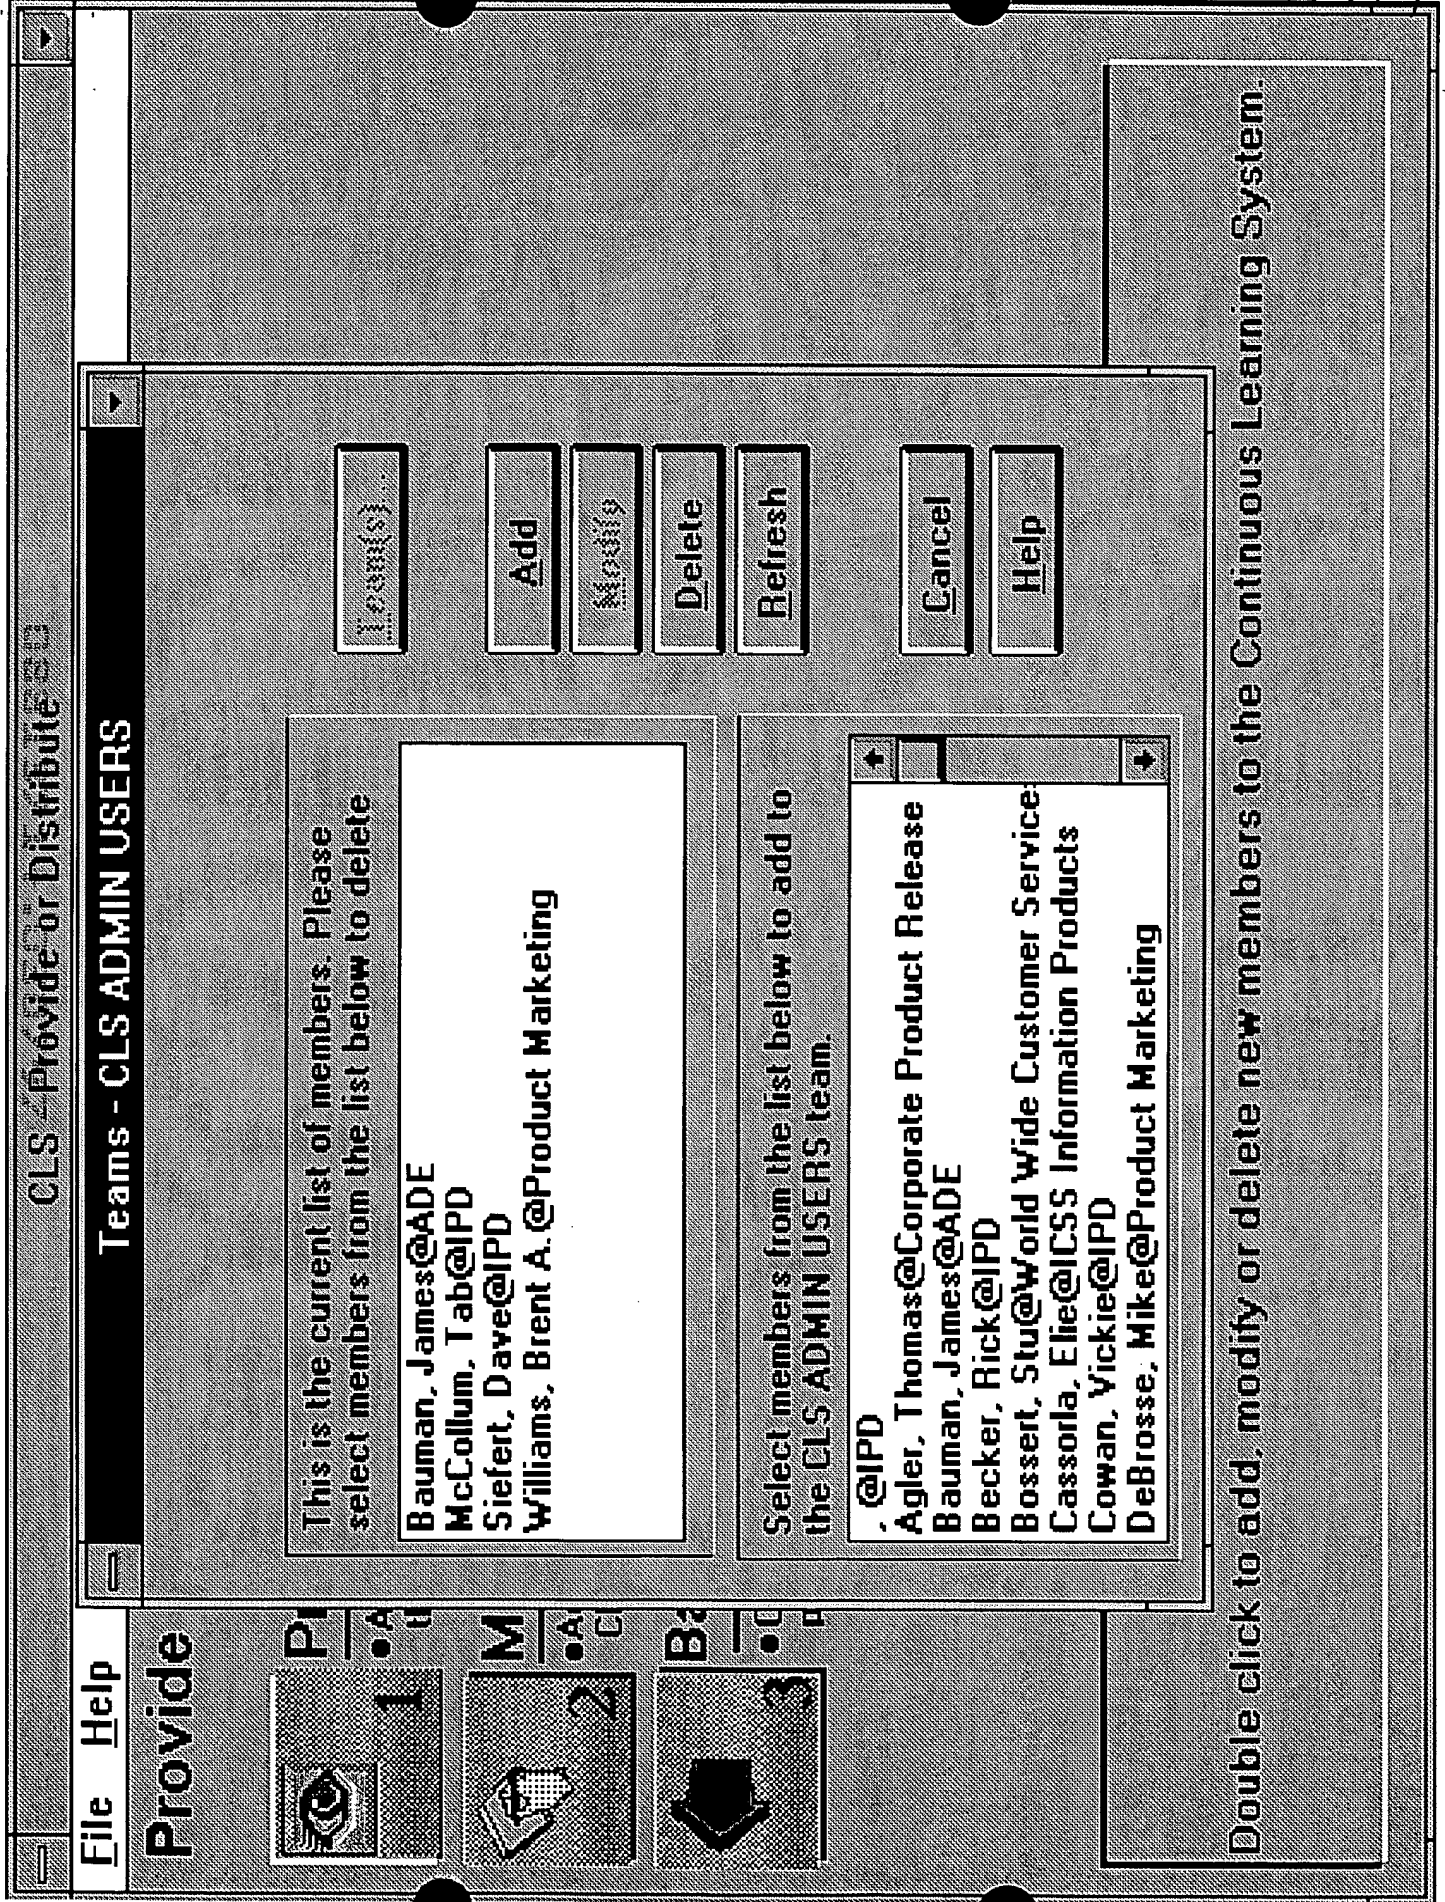 CLS - Provide or Distribute
Teams - CLS ADMIN USERS
File Help
Provide
1
2
3
This is the current list of members. Please
select members from the list below to delete
Bauman, James@ADE
McCollum, Tab@IPD
Siefert, Dave@IPD
Williams, Brent A.@Product Marketing
Select members from the list below to add to
the CLS ADMIN USERS team.
, @IPD
Agler, Thomas@Corporate Product Release
Bauman, James@ADE
Becker, Rick@IPD
Bossert, Stu@World Wide Customer Service
Cassorla, Elie@ICSS Information Products
Cowan, Vickie@IPD
DeBrosse, Mike@Product Marketing
Team(s)...
Add
Modify
Delete
Refresh
Cancel
Help
Double click to add, modify or delete new members to the Continuous Learning System.